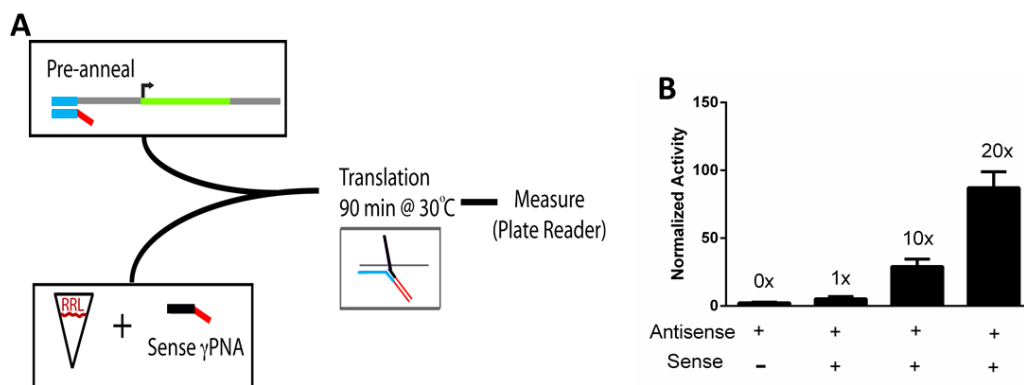 A
Pre-anneal
RRL
+
Sense γPNA
Translation
90 min @ 30°C
Measure
(Plate Reader)
B
Normalized Activity
150
100
50
0
0x
1x
10x
20x
Antisense + + + +
Sense - + + +